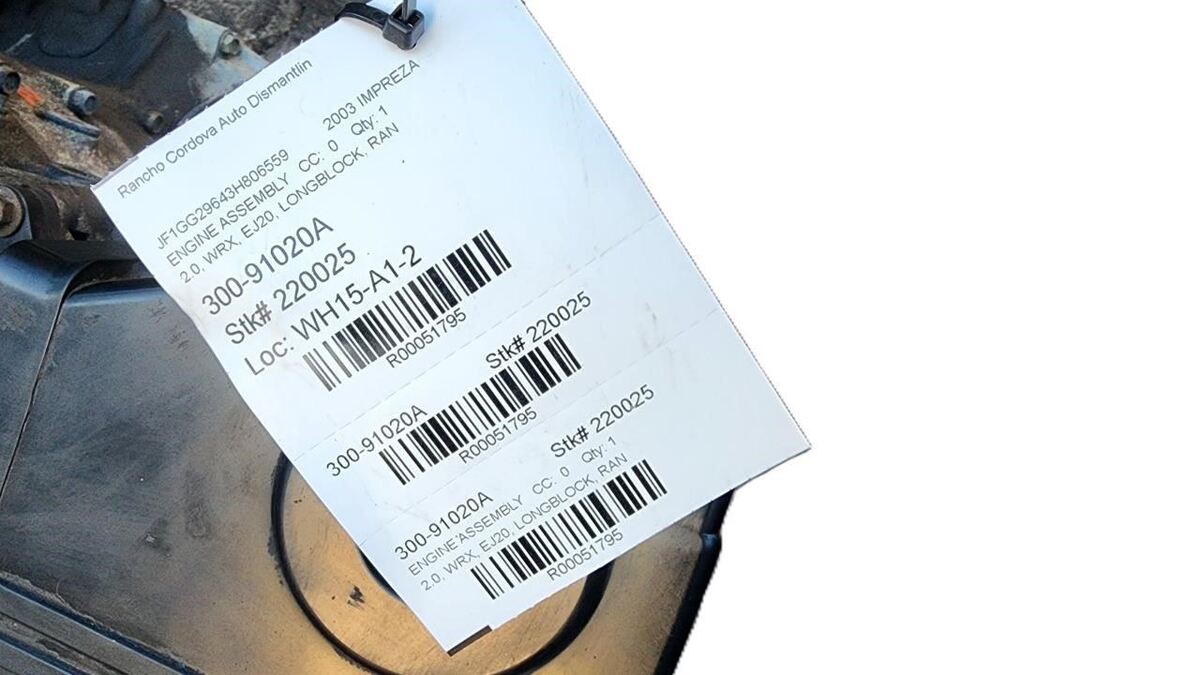 Rancho Cordova Auto Dismantlin
JF1GG29643H806559 2003 IMPREZA
ENGINE ASSEMBLY CC: 0 Qty: 1
2.0, WRX, EJ20, LONGBLOCK, RAN
300-91020A
Stk# 220025
Loc: WH15-A1-2
R00051795
Stk# 220025
300-91020A
R00051795
Stk# 220025
300-91020A
ENGINE ASSEMBLY CC: 0 Qty: 1
2.0, WRX, EJ20, LONGBLOCK, RAN
R00051795